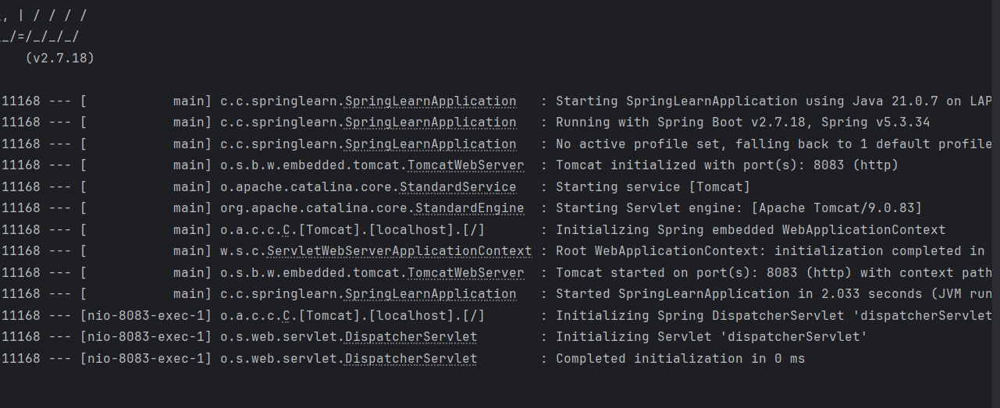 , | / / / /
_/=/_/_/_/
(v2.7.18)
11168 --- [           main] c.c.springlearn.SpringLearnApplication   : Starting SpringLearnApplication using Java 21.0.7 on LAP
11168 --- [           main] c.c.springlearn.SpringLearnApplication   : Running with Spring Boot v2.7.18, Spring v5.3.34
11168 --- [           main] c.c.springlearn.SpringLearnApplication   : No active profile set, falling back to 1 default profile
11168 --- [           main] o.s.b.w.embedded.tomcat.TomcatWebServer  : Tomcat initialized with port(s): 8083 (http)
11168 --- [           main] o.apache.catalina.core.StandardService   : Starting service [Tomcat]
11168 --- [           main] org.apache.catalina.core.StandardEngine  : Starting Servlet engine: [Apache Tomcat/9.0.83]
11168 --- [           main] o.a.c.c.C.[Tomcat].[localhost].[/]       : Initializing Spring embedded WebApplicationContext
11168 --- [           main] w.s.c.ServletWebServerApplicationContext : Root WebApplicationContext: initialization completed in
11168 --- [           main] o.s.b.w.embedded.tomcat.TomcatWebServer  : Tomcat started on port(s): 8083 (http) with context path
11168 --- [           main] c.c.springlearn.SpringLearnApplication   : Started SpringLearnApplication in 2.033 seconds (JVM run
11168 --- [nio-8083-exec-1] o.a.c.c.C.[Tomcat].[localhost].[/]       : Initializing Spring DispatcherServlet 'dispatcherServlet
11168 --- [nio-8083-exec-1] o.s.web.servlet.DispatcherServlet        : Initializing Servlet 'dispatcherServlet'
11168 --- [nio-8083-exec-1] o.s.web.servlet.DispatcherServlet        : Completed initialization in 0 ms